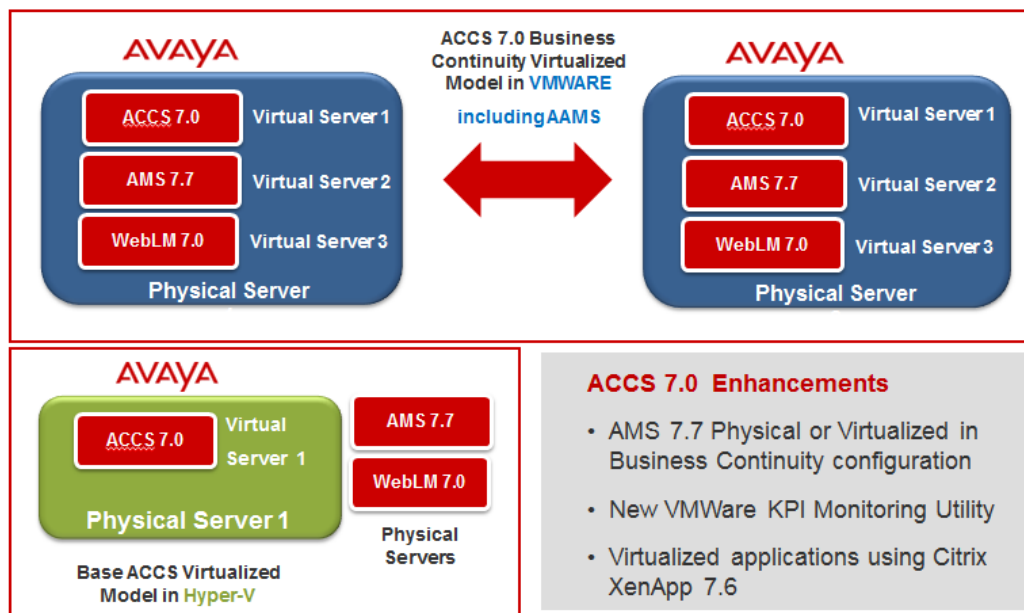 AVAYA
ACCS 7.0
Virtual Server 1
AMS 7.7
Virtual Server 2
WebLM 7.0
Virtual Server 3
Physical Server
ACCS 7.0 Business
Continuity Virtualized
Model in VMWARE
including AAMS
AVAYA
ACCS 7.0
Virtual Server 1
AMS 7.7
Virtual Server 2
WebLM 7.0
Virtual Server 3
Physical Server
AVAYA
ACCS 7.0
Virtual
Server 1
Physical Server 1
AMS 7.7
WebLM 7.0
Physical
Servers
Base ACCS Virtualized
Model in Hyper-V
ACCS 7.0 Enhancements
• AMS 7.7 Physical or Virtualized in
Business Continuity configuration
• New VMWare KPI Monitoring Utility
• Virtualized applications using Citrix
XenApp 7.6